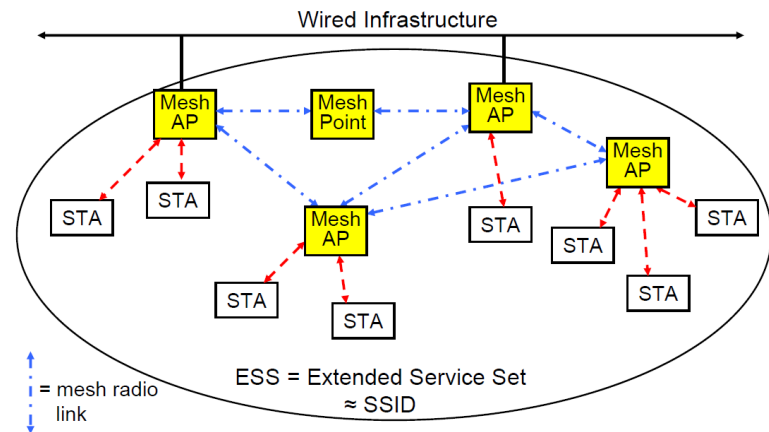 Wired Infrastructure
Mesh
AP
Mesh
Point
Mesh
AP
Mesh
AP
STA
STA
Mesh
AP
STA
STA
STA
STA
STA
STA
ESS = Extended Service Set
≈ SSID
= mesh radio
link